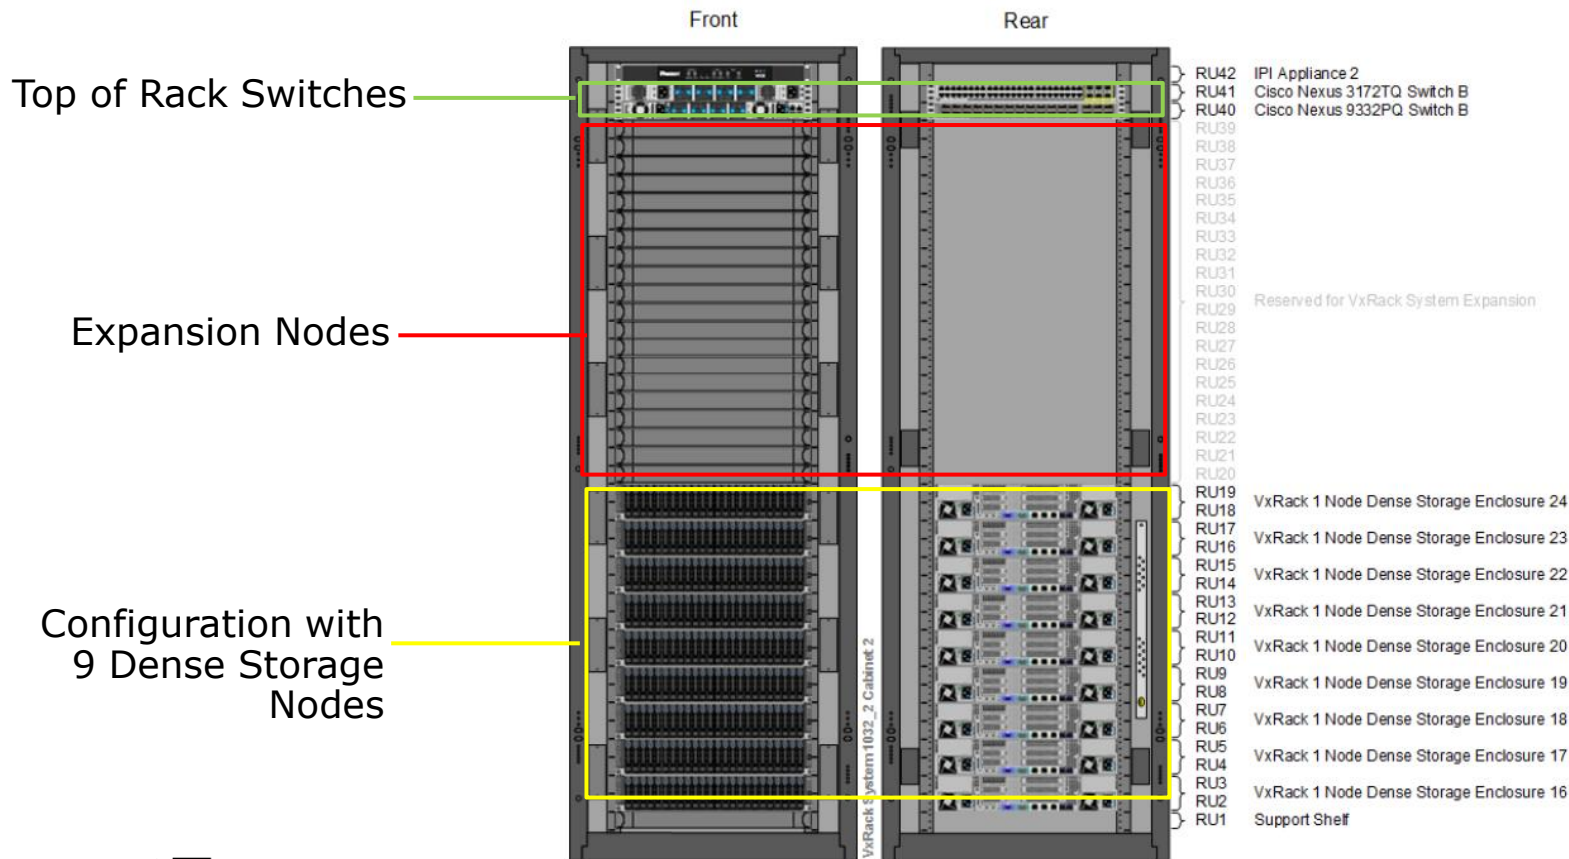 Front
Rear
Top of Rack Switches
RU42 IPI Appliance 2
RU41 Cisco Nexus 3172TQ Switch B
RU40 Cisco Nexus 9332PQ Switch B
RU39
RU38
RU37
RU36
RU35
RU34
RU33
RU32
RU31
RU30
Reserved for VxRack System Expansion
RU29
RU28
Expansion Nodes
RU27
RU26
RU25
RU24
RU23
RU22
RU21
RU20
RU19
VxRack 1 Node Dense Storage Enclosure 24
RU18
RU17
VxRack 1 Node Dense Storage Enclosure 23
RU16
RU15
VxRack 1 Node Dense Storage Enclosure 22
RU14
RU13
VxRack 1 Node Dense Storage Enclosure 21
RU12
Configuration with
9 Dense Storage
Nodes
RU11
VxRack 1 Node Dense Storage Enclosure 20
RU10
RU9
VxRack 1 Node Dense Storage Enclosure 19
RU8
RU7
VxRack 1 Node Dense Storage Enclosure 18
RU6
RU5
VxRack 1 Node Dense Storage Enclosure 17
RU4
RU3
VxRack 1 Node Dense Storage Enclosure 16
RU2
RU1 Support Shelf
VxRack System 1032_2 Cabinet 2